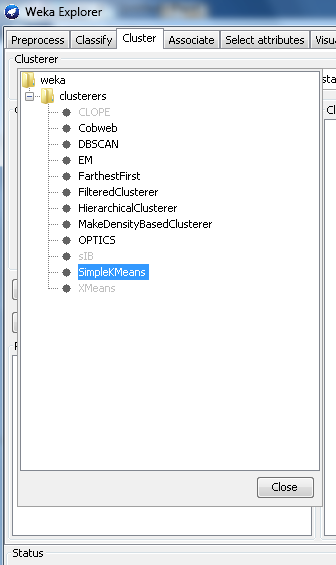 Weka Explorer
Preprocess Classify Cluster Associate Select attributes
Clusterer
weka
clusterers
CLOPE
Cobweb
DBSCAN
EM
FarthestFirst
FilteredClusterer
HierarchicalClusterer
MakeDensityBasedClusterer
OPTICS
sIB
SimpleKMeans
XMeans
Close
Status